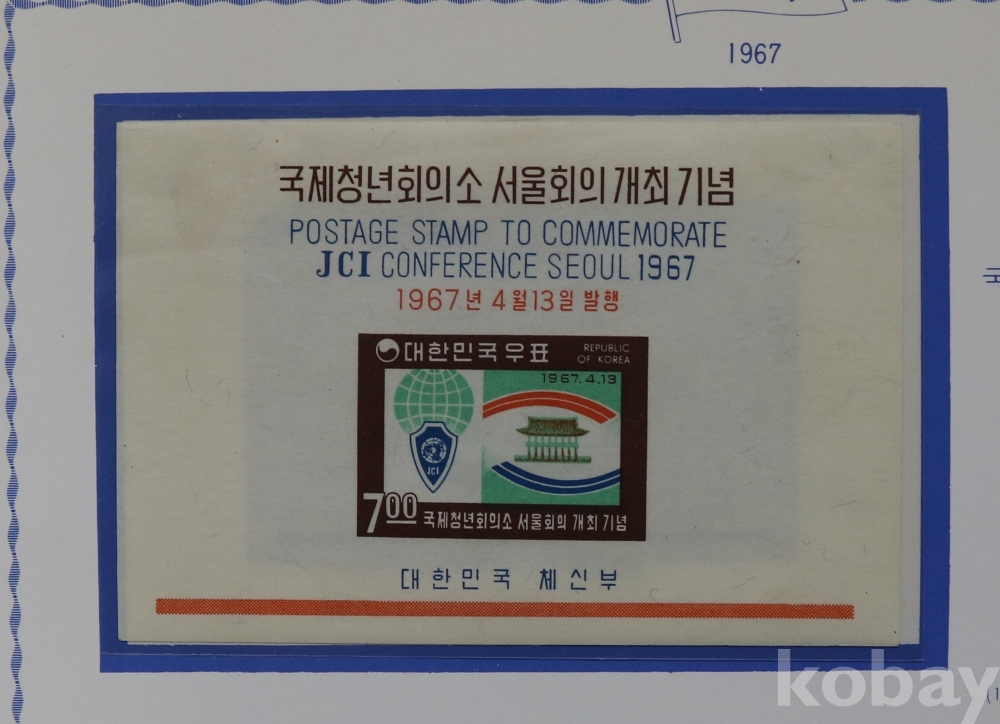 1967
국제청년회의소 서울회의 개최 기념
POSTAGE STAMP TO COMMEMORATE
JCI CONFERENCE SEOUL 1967
1967년 4월 13일 발행
대한민국우표
REPUBLIC
OF KOREA
1967.4.13
JCI
7.00
국제청년회의소 서울회의 개최 기념
대한민국 체신부
kobay